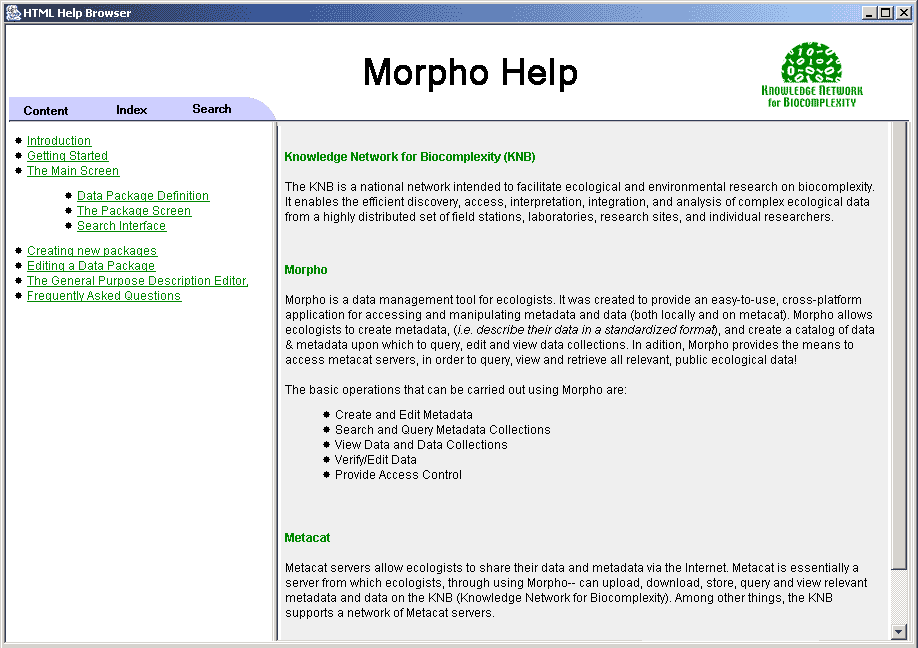 HTML Help Browser
Morpho Help
KNOWLEDGE NETWORK
for BIOCOMPLEXITY
Content Index Search
Introduction
Getting Started
The Main Screen
Data Package Definition
The Package Screen
Search Interface
Creating new packages
Editing a Data Package
The General Purpose Description Editor,
Frequently Asked Questions
Knowledge Network for Biocomplexity (KNB)
The KNB is a national network intended to facilitate ecological and environmental research on biocomplexity.
It enables the efficient discovery, access, interpretation, integration, and analysis of complex ecological data
from a highly distributed set of field stations, laboratories, research sites, and individual researchers.
Morpho
Morpho is a data management tool for ecologists. It was created to provide an easy-to-use, cross-platform
application for accessing and manipulating metadata and data (both locally and on metacat). Morpho allows
ecologists to create metadata, (i.e. describe their data in a standardized format), and create a catalog of data
& metadata upon which to query, edit and view data collections. In adition, Morpho provides the means to
access metacat servers, in order to query, view and retrieve all relevant, public ecological data!
The basic operations that can be carried out using Morpho are:
Create and Edit Metadata
Search and Query Metadata Collections
View Data and Data Collections
Verify/Edit Data
Provide Access Control
Metacat
Metacat servers allow ecologists to share their data and metadata via the Internet. Metacat is essentially a
server from which ecologists, through using Morpho-- can upload, download, store, query and view relevant
metadata and data on the KNB (Knowledge Network for Biocomplexity). Among other things, the KNB
supports a network of Metacat servers.